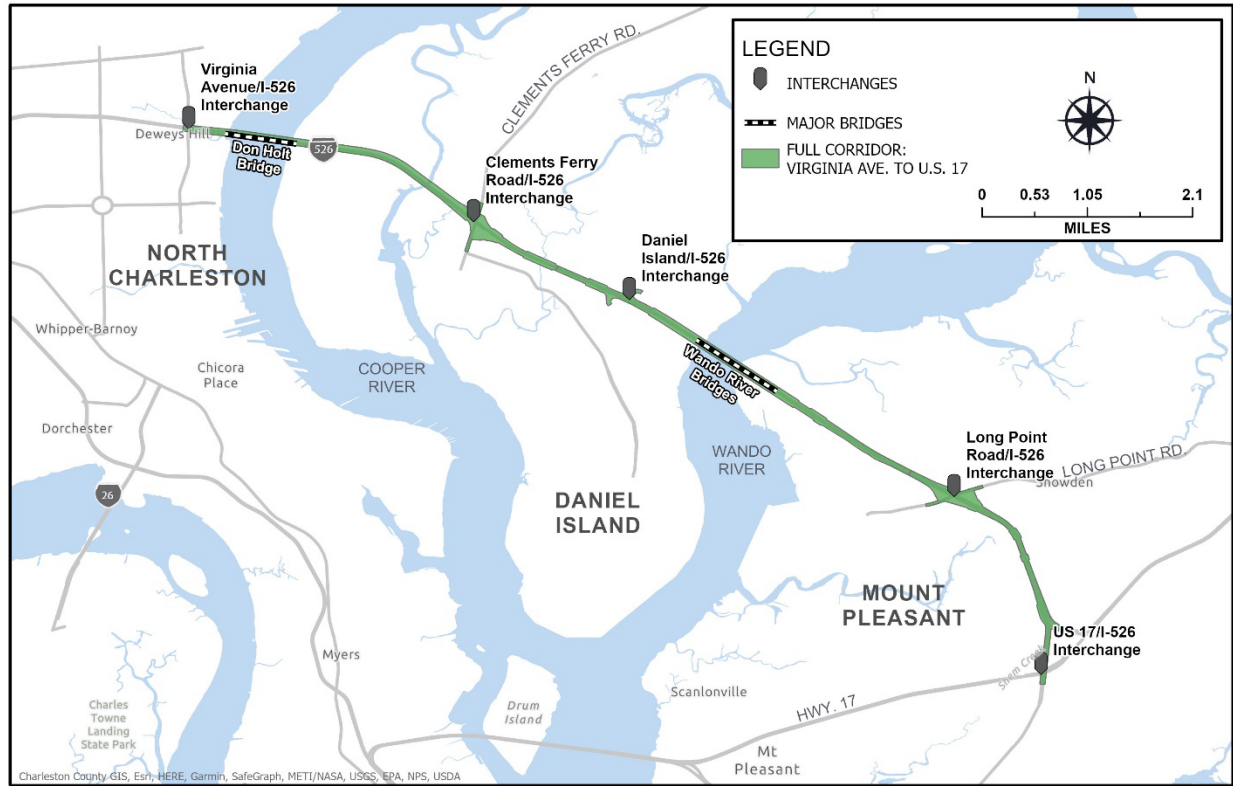 LEGEND
INTERCHANGES
MAJOR BRIDGES
FULL CORRIDOR:
VIRGINIA AVE. TO U.S. 17
N
0 0.53 1.05 2.1
MILES
CLEMENTS FERRY RD.
Virginia
Avenue/I-526
Interchange
Deweys Hill
Don Holt
Bridge
526
Clements Ferry
Road/I-526
Interchange
NORTH
CHARLESTON
Daniel
Island/I-526
Interchange
Whipper-Barnoy
Chicora
Place
COOPER
RIVER
Wando River
Bridges
Dorchester
WANDO
RIVER
Long Point
Road/I-526
Interchange
LONG POINT RD.
Snowden
26
DANIEL
ISLAND
MOUNT
PLEASANT
US 17/I-526
Interchange
Shem Creek
Myers
Scanlonville
HWY. 17
Drum
Island
Charles
Towne
Landing
State Park
Mt
Pleasant
Charleston County GIS, Esri, HERE, Garmin, SafeGraph, METI/NASA, USGS, EPA, NPS, USDA